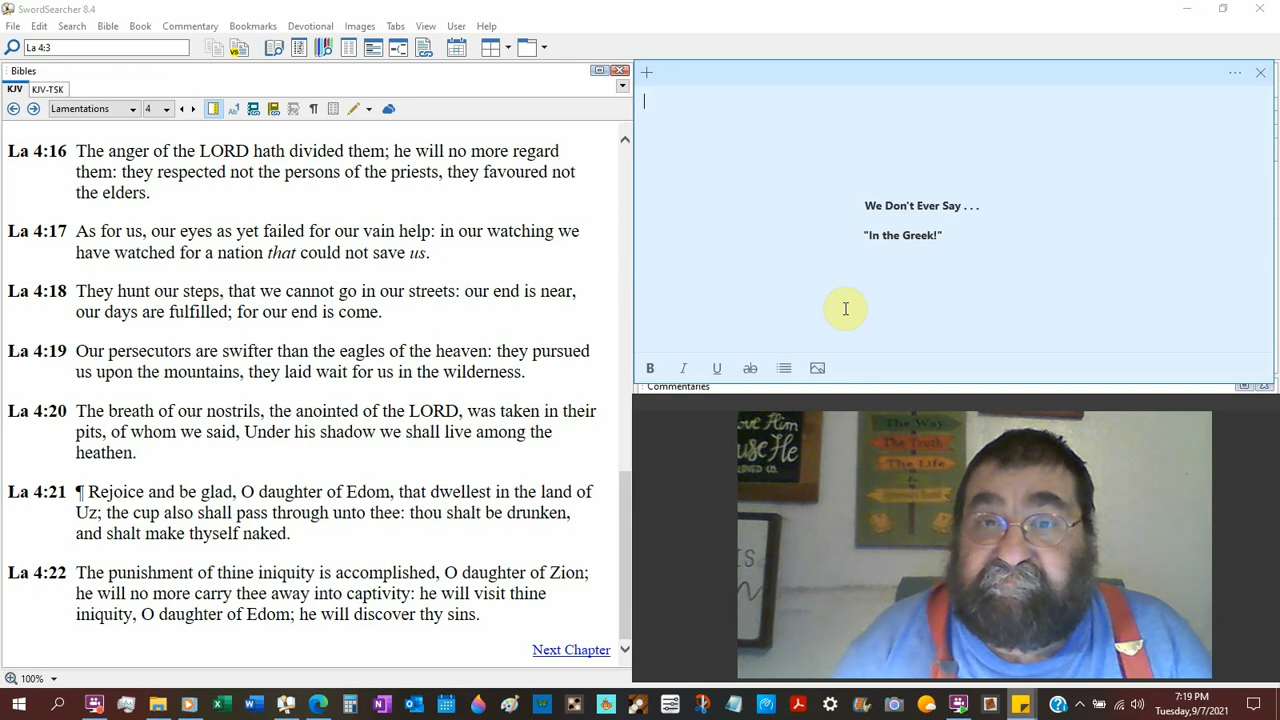 SwordSearcher 8.4
File Edit Search Bible Book Commentary Bookmarks Devotional Images Tabs View User Help
La 4:3
Bibles
KJV KJV-TSK
Lamentations 4
La 4:16 The anger of the LORD hath divided them; he will no more regard
them: they respected not the persons of the priests, they favoured not
the elders.
La 4:17 As for us, our eyes as yet failed for our vain help: in our watching we
have watched for a nation that could not save us.
La 4:18 They hunt our steps, that we cannot go in our streets: our end is near,
our days are fulfilled; for our end is come.
La 4:19 Our persecutors are swifter than the eagles of the heaven: they pursued
us upon the mountains, they laid wait for us in the wilderness.
La 4:20 The breath of our nostrils, the anointed of the LORD, was taken in their
pits, of whom we said, Under his shadow we shall live among the
heathen.
La 4:21 ¶ Rejoice and be glad, O daughter of Edom, that dwellest in the land of
Uz; the cup also shall pass through unto thee: thou shalt be drunken,
and shalt make thyself naked.
La 4:22 The punishment of thine iniquity is accomplished, O daughter of Zion;
he will no more carry thee away into captivity: he will visit thine
iniquity, O daughter of Edom; he will discover thy sins.
Next Chapter
100%
We Don't Ever Say . . .
"In the Greek!"
B I U ab
Commentaries
ove Him
use He
LOVED US.
The Way
The Truth
The Life
IS
7:19 PM
Tuesday,9/7/2021